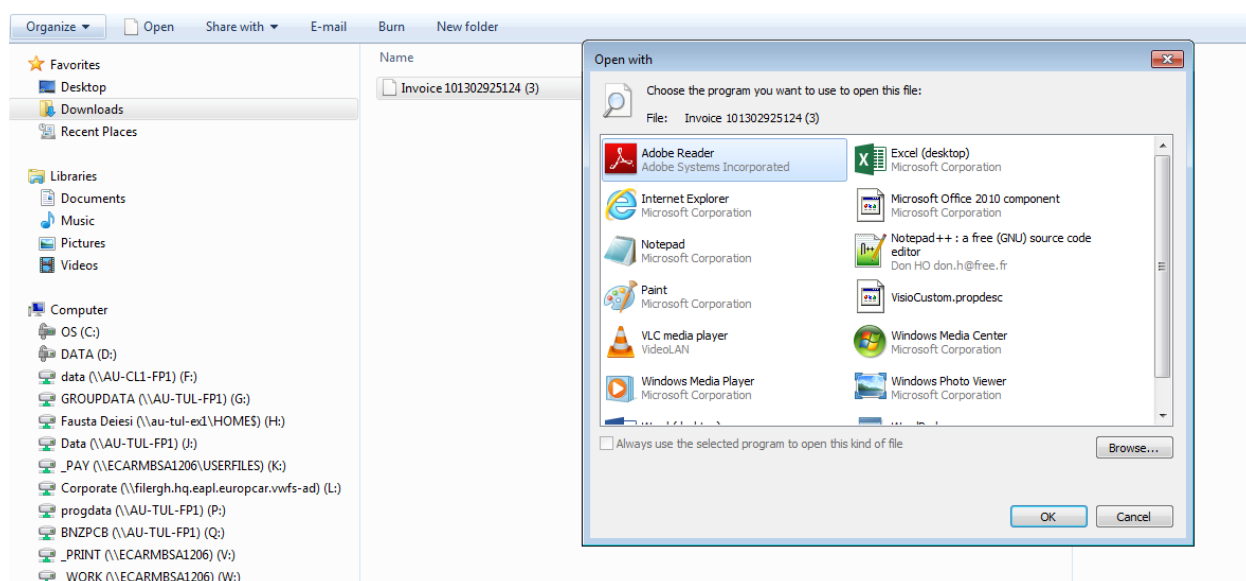 Organize
Open
Share with
E-mail
Burn
New folder
Favorites
Desktop
Downloads
Recent Places
Libraries
Documents
Music
Pictures
Videos
Computer
OS (C:)
DATA (D:)
data (\\AU-CL1-FP1) (F:)
GROUPDATA (\\AU-TUL-FP1) (G:)
Fausta Deiesi (\\au-tul-ex1\HOME$) (H:)
Data (\\AU-TUL-FP1) (J:)
_PAY (\\ECARMBSA1206\USERFILES) (K:)
Corporate (\\filergh.hq.eapl.europcar.vwfs-ad) (L:)
progdata (\\AU-TUL-FP1) (P:)
BNZPCB (\\AU-TUL-FP1) (Q:)
_PRINT (\\ECARMBSA1206) (V:)
_WORK (\\ECARMBSA1206) (W:)
Name
Invoice 101302925124 (3)
Open with
Choose the program you want to use to open this file:
File: Invoice 101302925124 (3)
Adobe Reader
Adobe Systems Incorporated
Excel (desktop)
Microsoft Corporation
Internet Explorer
Microsoft Corporation
Microsoft Office 2010 component
Microsoft Corporation
Notepad
Microsoft Corporation
Notepad++ : a free (GNU) source code
editor
Don HO don.h@free.fr
Paint
Microsoft Corporation
VisioCustom.propdesc
VLC media player
VideoLAN
Windows Media Center
Microsoft Corporation
Windows Media Player
Microsoft Corporation
Windows Photo Viewer
Microsoft Corporation
Always use the selected program to open this kind of file
Browse...
OK
Cancel